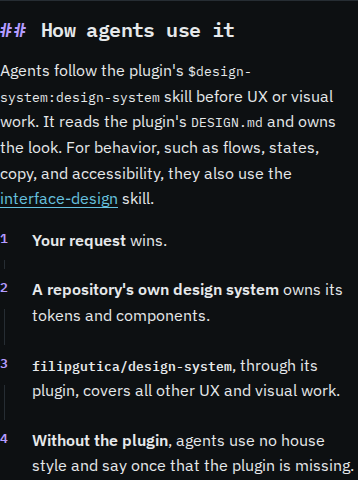 ## How agents use it
Agents follow the plugin's $design-
system:design-system skill before UX or visual
work. It reads the plugin's DESIGN.md and owns
the look. For behavior, such as flows, states,
copy, and accessibility, they also use the
interface-design skill.
1 Your request wins.
2 A repository's own design system owns its
tokens and components.
3 filipgutica/design-system, through its
plugin, covers all other UX and visual work.
4 Without the plugin, agents use no house
style and say once that the plugin is missing.